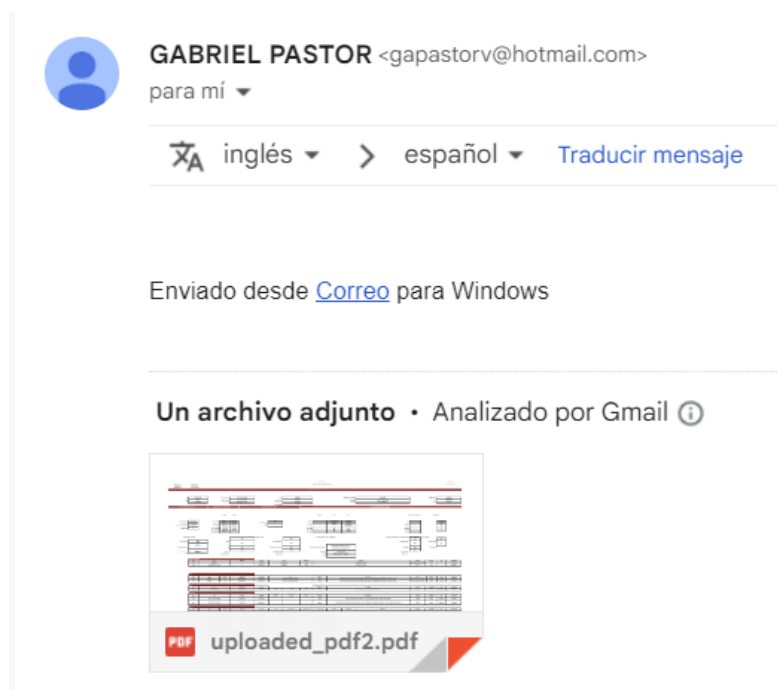 GABRIEL PASTOR <gapastorv@hotmail.com>
para mí
inglés > español Traducir mensaje
Enviado desde Correo para Windows
Un archivo adjunto • Analizado por Gmail
PDF uploaded_pdf2.pdf